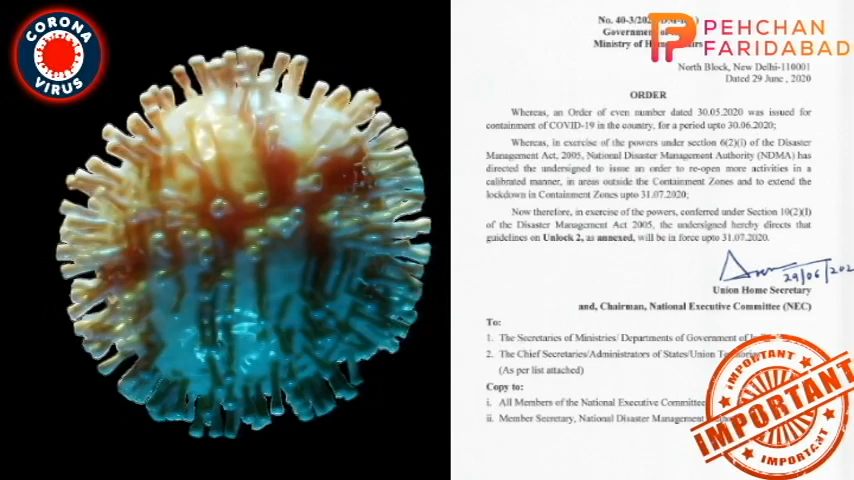 CORONA
VIRUS
PEHCHAN
FARIDABAD
No. 40-3/
Government of
Ministry of Home Affairs
North Block, New Delhi-110001
Dated 29 June , 2020
ORDER
Whereas, an Order of even number dated 30.05.2020 was issued for
containment of COVID-19 in the country, for a period upto 30.06.2020;
Whereas, in exercise of the powers under section 6(2)(i) of the Disaster
Management Act, 2005, National Disaster Management Authority (NDMA) has
directed the undersigned to issue an order to re-open more activities in a
calibrated manner, in areas outside the Containment Zones and to extend the
lockdown in Containment Zones upto 31.07.2020;
Now therefore, in exercise of the powers, conferred under Section 10(2)(l)
of the Disaster Management Act 2005, the undersigned hereby directs that
guidelines on Unlock 2, as annexed, will be in force upto 31.07.2020.
29/06/202
Union Home Secretary
and, Chairman, National Executive Committee (NEC)
To:
1. The Secretaries of Ministries/ Departments of Government of
2. The Chief Secretaries/Administrators of States/Union
(As per list attached)
Copy to:
i. All Members of the National Executive Committee
ii. Member Secretary, National Disaster Management
IMPORTANT
IMPORTANT
IMPORTANT